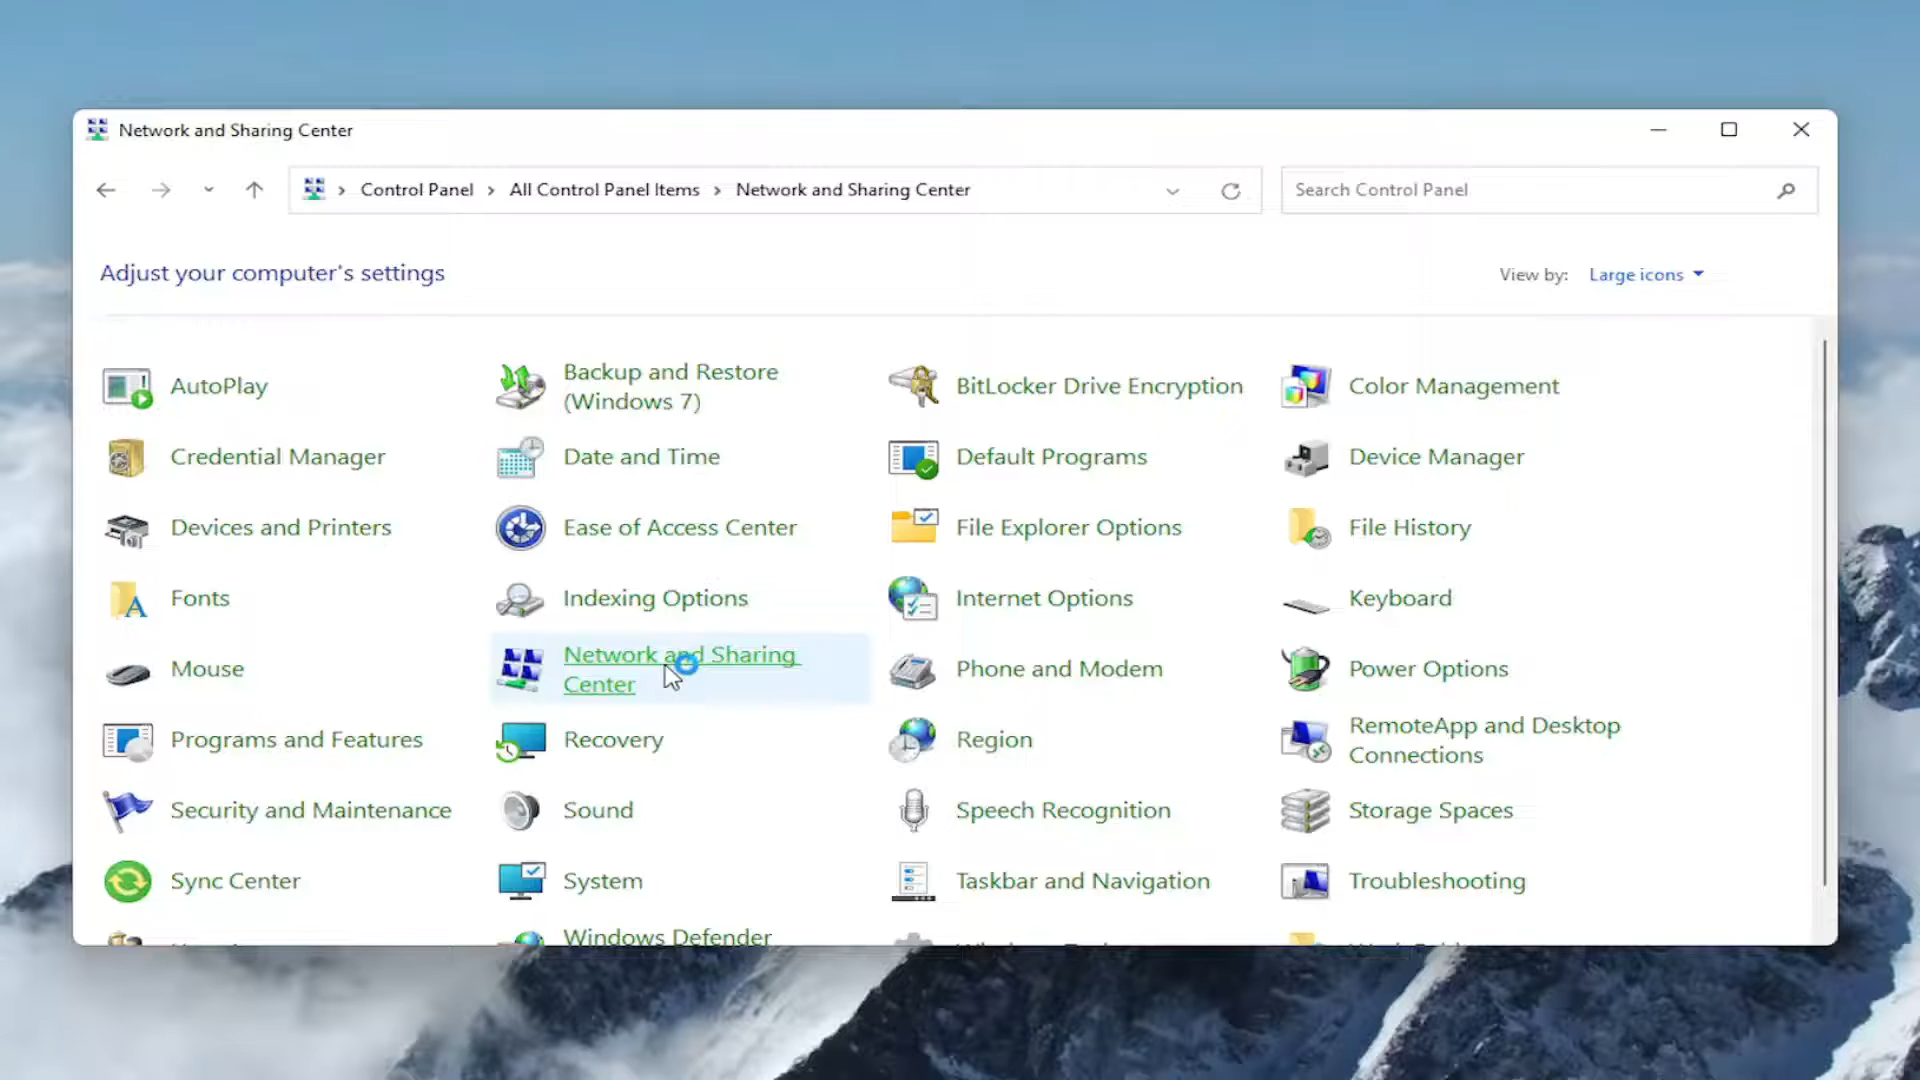 Network and Sharing Center
Control Panel
All Control Panel Items
Network and Sharing Center
Search Control Panel
Adjust your computer's settings
View by:
Large icons
AutoPlay
Backup and Restore
(Windows 7)
BitLocker Drive Encryption
Color Management
Credential Manager
Date and Time
Default Programs
Device Manager
Devices and Printers
Ease of Access Center
File Explorer Options
File History
Fonts
Indexing Options
Internet Options
Keyboard
Mouse
Network and Sharing
Center
Phone and Modem
Power Options
Programs and Features
Recovery
Region
RemoteApp and Desktop
Connections
Security and Maintenance
Sound
Speech Recognition
Storage Spaces
Sync Center
System
Taskbar and Navigation
Troubleshooting
Windows Defender